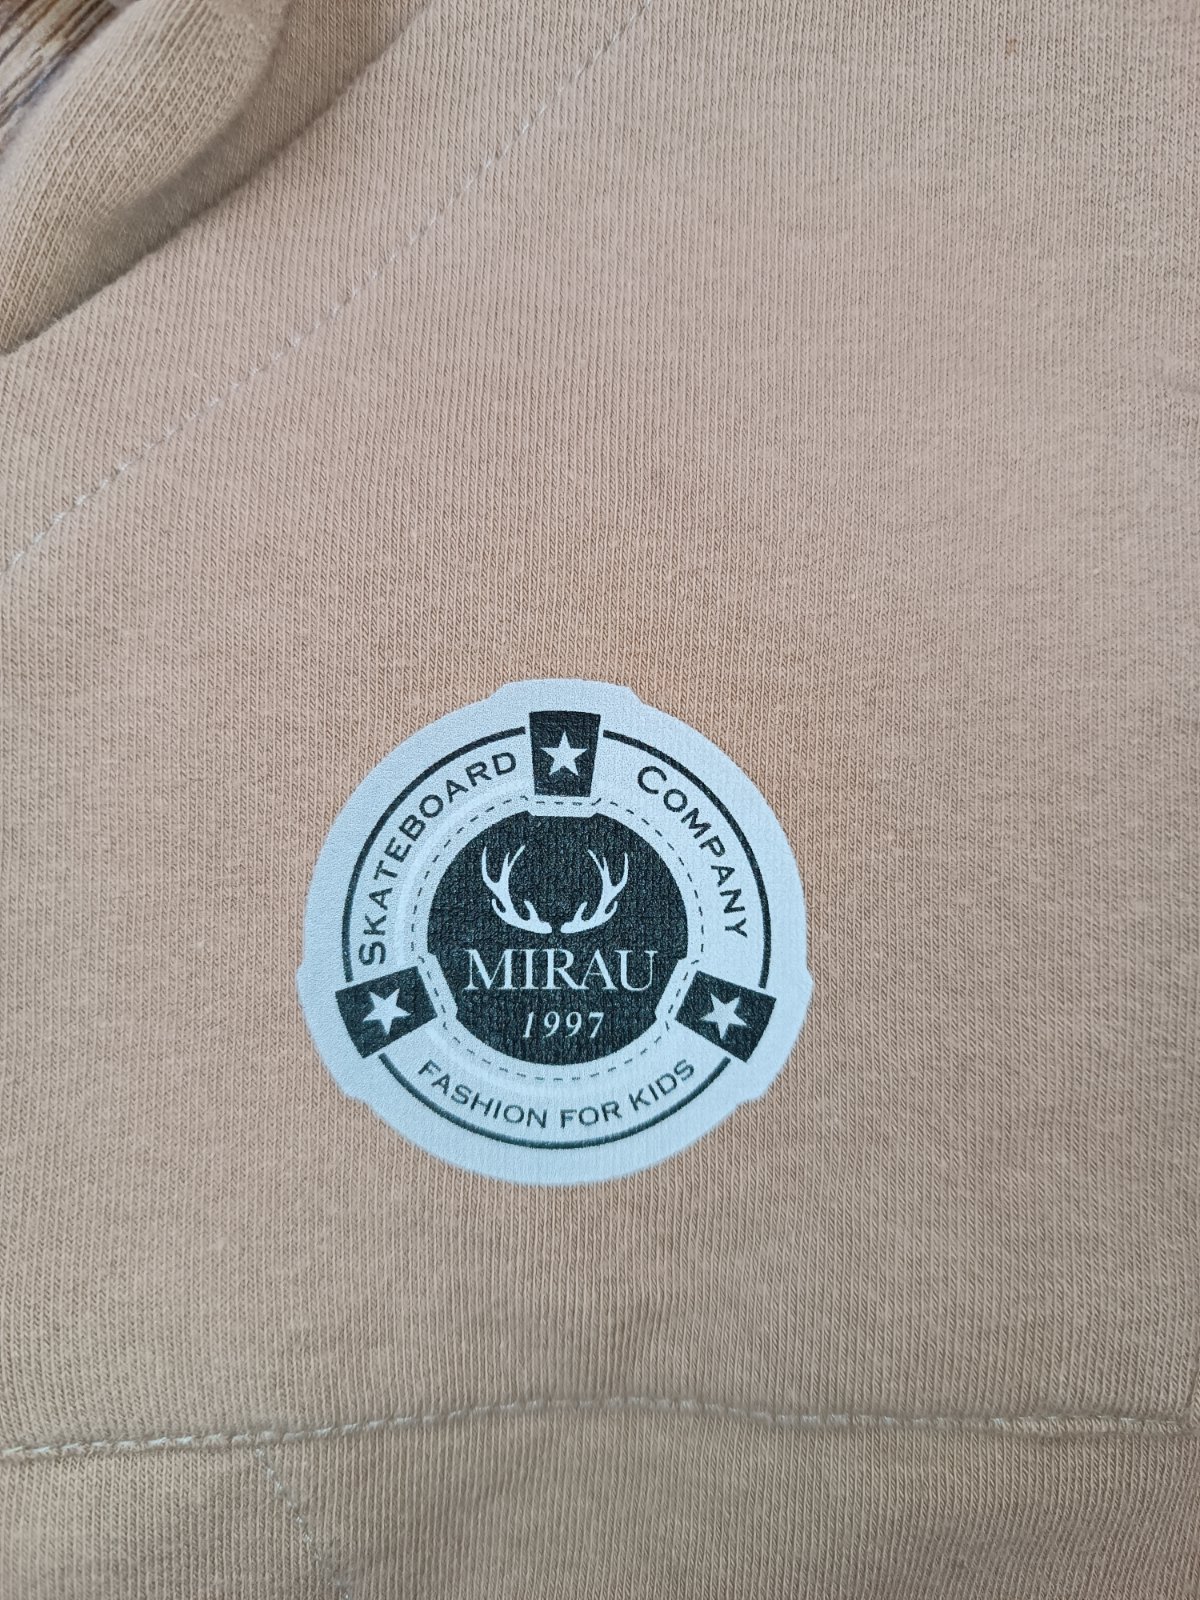 SKATEBOARD COMPANY
MIRAU
1997
FASHION FOR KIDS